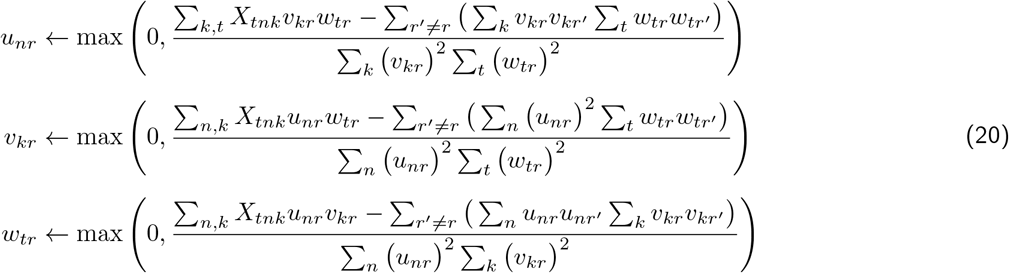 u_{nr} ← max ( 0, \frac{∑_{k,t} X_{tnk} v_{kr} w_{tr} − ∑_{r'≠r} ( ∑_k v_{kr} v_{kr'} ∑_t w_{tr} w_{tr'} )}{∑_k (v_{kr})^2 ∑_t (w_{tr})^2} )
v_{kr} ← max ( 0, \frac{∑_{n,k} X_{tnk} u_{nr} w_{tr} − ∑_{r'≠r} ( ∑_n (u_{nr})^2 ∑_t w_{tr} w_{tr'} )}{∑_n (u_{nr})^2 ∑_t (w_{tr})^2} ) (20)
w_{tr} ← max ( 0, \frac{∑_{n,k} X_{tnk} u_{nr} v_{kr} − ∑_{r'≠r} ( ∑_n u_{nr} u_{nr'} ∑_k v_{kr} v_{kr'} )}{∑_n (u_{nr})^2 ∑_k (v_{kr})^2} )